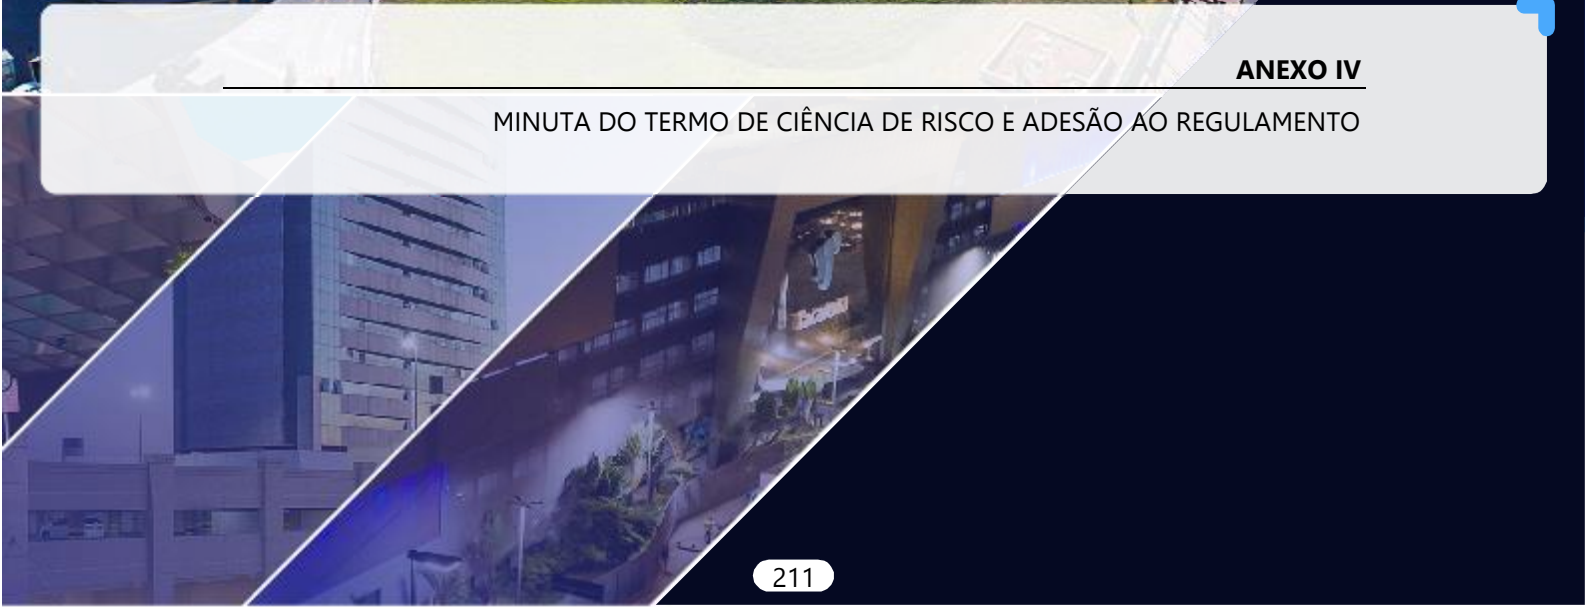 ANEXO IV
MINUTA DO TERMO DE CIÊNCIA DE RISCO E ADESÃO AO REGULAMENTO
211